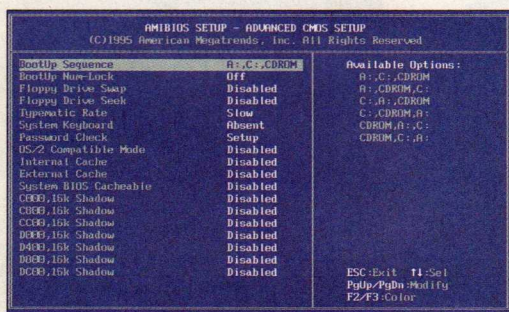 AMIBIOS SETUP - ADVANCED CMOS SETUP
(C)1995 American Megatrends, Inc. All Rights Reserved
BootUp Sequence A:,C:,CDROM
BootUp Num-Lock Off
Floppy Drive Swap Disabled
Floppy Drive Seek Disabled
Typematic Rate Slow
System Keyboard Absent
Password Check Setup
OS/2 Compatible Mode Disabled
Internal Cache Disabled
External Cache Disabled
System BIOS Cacheable Disabled
C000,16k Shadow Disabled
C800,16k Shadow Disabled
CC00,16k Shadow Disabled
D000,16k Shadow Disabled
D400,16k Shadow Disabled
D800,16k Shadow Disabled
DC00,16k Shadow Disabled
Available Options:
A:,C:,CDROM
A:,CDROM,C:
C:,A:,CDROM
C:,CDROM,A:
CDROM,A:,C:
CDROM,C:,A:
ESC:Exit ↑↓:Sel
PgUp/PgDn:Modify
F2/F3:Color